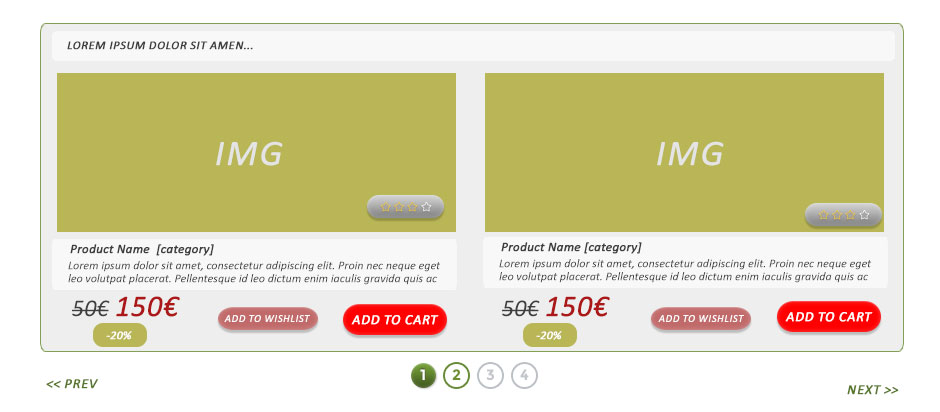 LOREM IPSUM DOLOR SIT AMEN...
IMG
Product Name [category]
Lorem ipsum dolor sit amet, consectetur adipiscing elit. Proin nec neque eget
leo volutpat placerat. Pellentesque id leo dictum enim iaculis gravida quis ac
50€ 150€
-20%
ADD TO WISHLIST
ADD TO CART
IMG
Product Name [category]
Lorem ipsum dolor sit amet, consectetur adipiscing elit. Proin nec neque eget
leo volutpat placerat. Pellentesque id leo dictum enim iaculis gravida quis ac
50€ 150€
-20%
ADD TO WISHLIST
ADD TO CART
<< PREV
1 2 3 4
NEXT >>